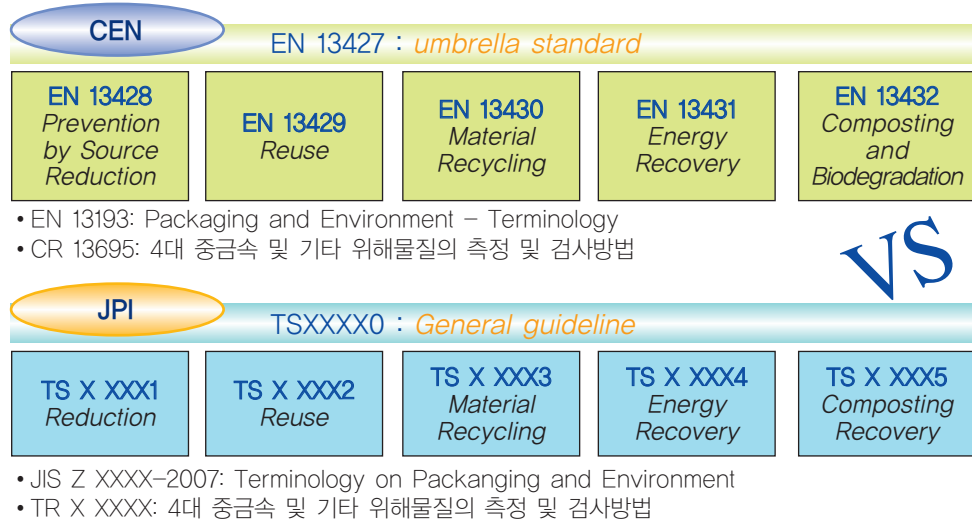 CEN
EN 13427 : umbrella standard
EN 13428
Prevention
by Source
Reduction
EN 13429
Reuse
EN 13430
Material
Recycling
EN 13431
Energy
Recovery
EN 13432
Composting
and
Biodegradation
• EN 13193: Packaging and Environment – Terminology
• CR 13695: 4대 중금속 및 기타 위해물질의 측정 및 검사방법
VS
JPI
TSXXXX0 : General guideline
TS X XXX1
Reduction
TS X XXX2
Reuse
TS X XXX3
Material
Recycling
TS X XXX4
Energy
Recovery
TS X XXX5
Composting
Recovery
• JIS Z XXXX-2007: Terminology on Packanging and Environment
• TR X XXXX: 4대 중금속 및 기타 위해물질의 측정 및 검사방법